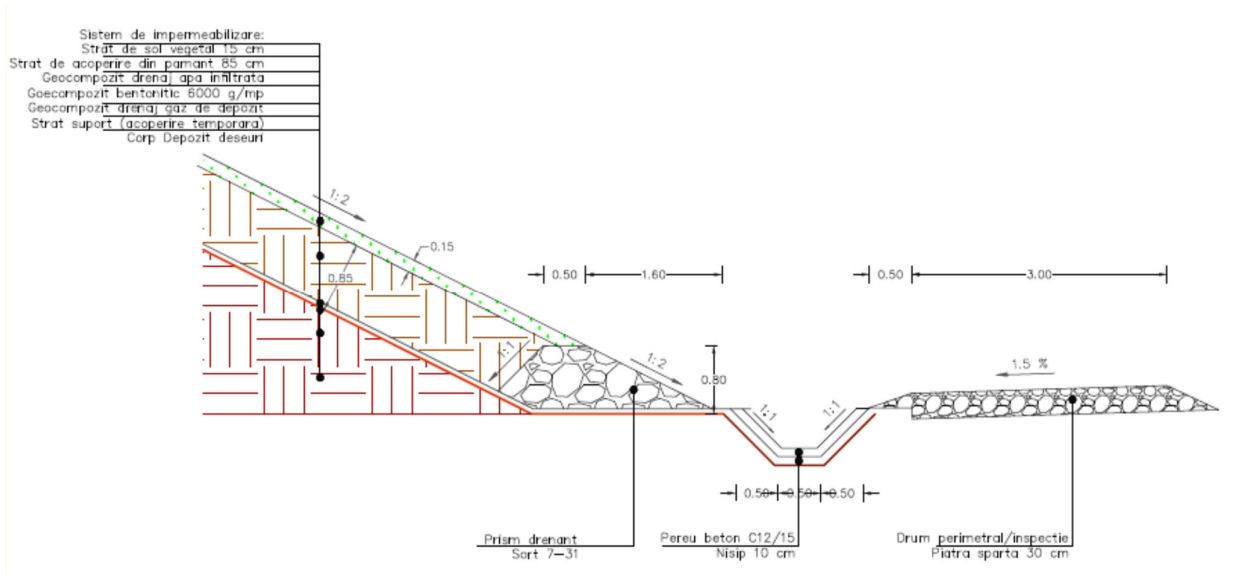 Sistem de impermeabilizare:
Strat de sol vegetal 15 cm
Strat de acoperire din pamant 85 cm
Geocompozit drenaj apa infiltrata
Goecompozit bentonitic 6000 g/mp
Geocompozit drenaj gaz de depozit
Strat suport (acoperire temporara)
Corp Depozit deseuri
1:2
0.15
0.85
0.50
1.60
0.50
3.00
1:1
1:2
0.80
1.5 %
1:1
1:1
0.50
0.50
0.50
Prism drenant
Sort 7-31
Pereu beton C12/15
Nisip 10 cm
Drum perimetral/inspectie
Piatra sparta 30 cm